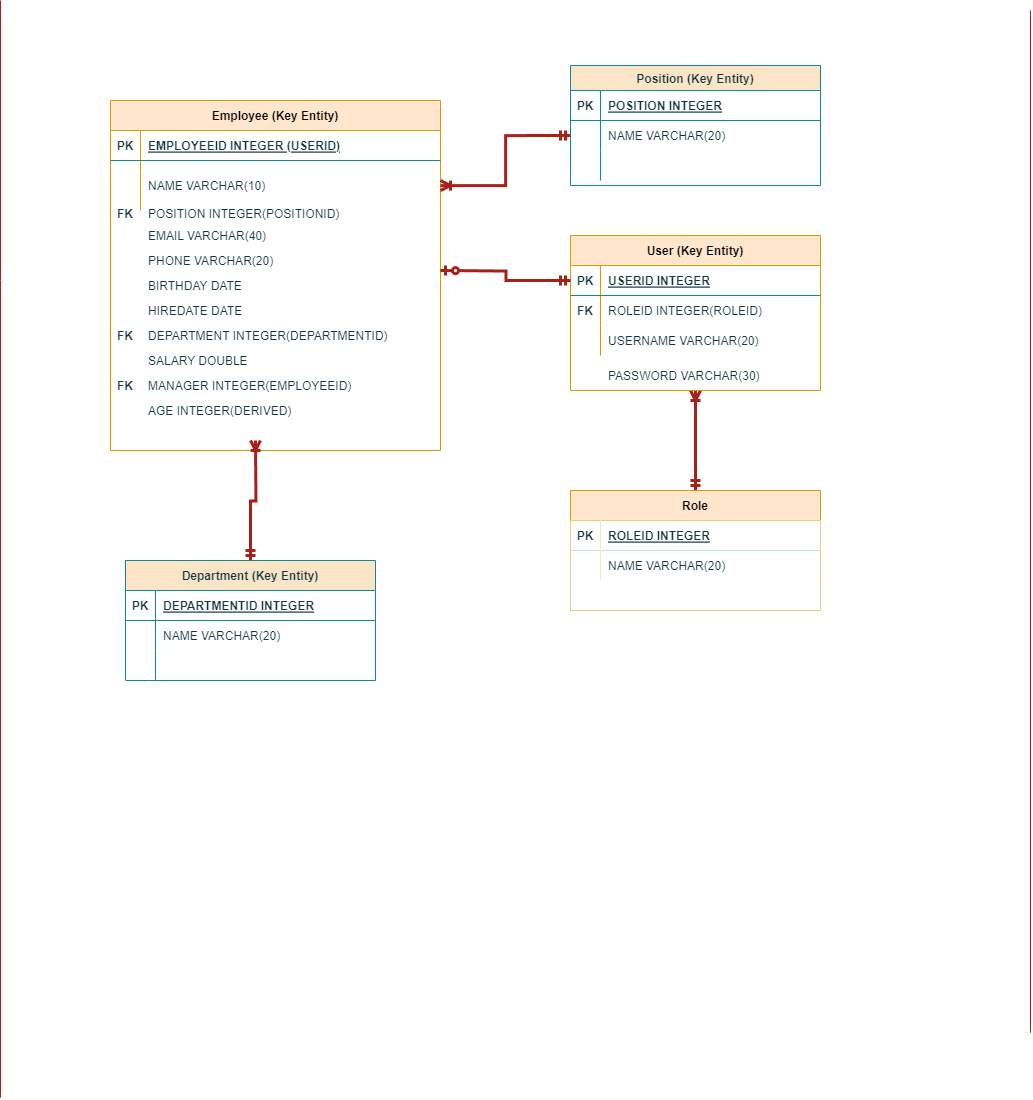 Employee (Key Entity)
PK EMPLOYEEID INTEGER (USERID)
NAME VARCHAR(10)
FK POSITION INTEGER(POSITIONID)
EMAIL VARCHAR(40)
PHONE VARCHAR(20)
BIRTHDAY DATE
HIREDATE DATE
FK DEPARTMENT INTEGER(DEPARTMENTID)
SALARY DOUBLE
FK MANAGER INTEGER(EMPLOYEEID)
AGE INTEGER(DERIVED)
Position (Key Entity)
PK POSITION INTEGER
NAME VARCHAR(20)
User (Key Entity)
PK USERID INTEGER
FK ROLEID INTEGER(ROLEID)
USERNAME VARCHAR(20)
PASSWORD VARCHAR(30)
Role
PK ROLEID INTEGER
NAME VARCHAR(20)
Department (Key Entity)
PK DEPARTMENTID INTEGER
NAME VARCHAR(20)